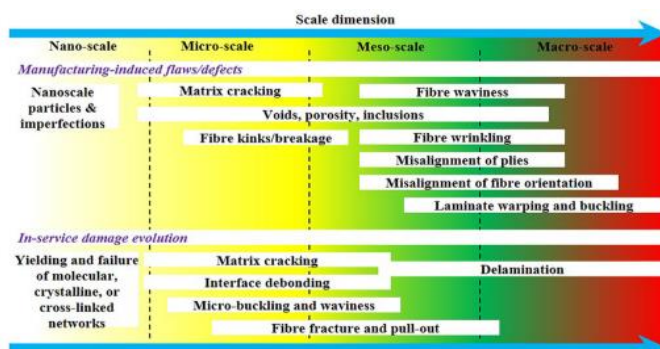 Scale dimension
Nano-scale Micro-scale Meso-scale Macro-scale
Manufacturing-induced flaws/defects
Nanoscale
particles &
imperfections
Matrix cracking
Fibre waviness
Voids, porosity, inclusions
Fibre kinks/breakage
Fibre wrinkling
Misalignment of plies
Misalignment of fibre orientation
Laminate warping and buckling
In-service damage evolution
Yielding and failure
of molecular,
crystalline, or
cross-linked
networks
Matrix cracking
Delamination
Interface debonding
Micro-buckling and waviness
Fibre fracture and pull-out